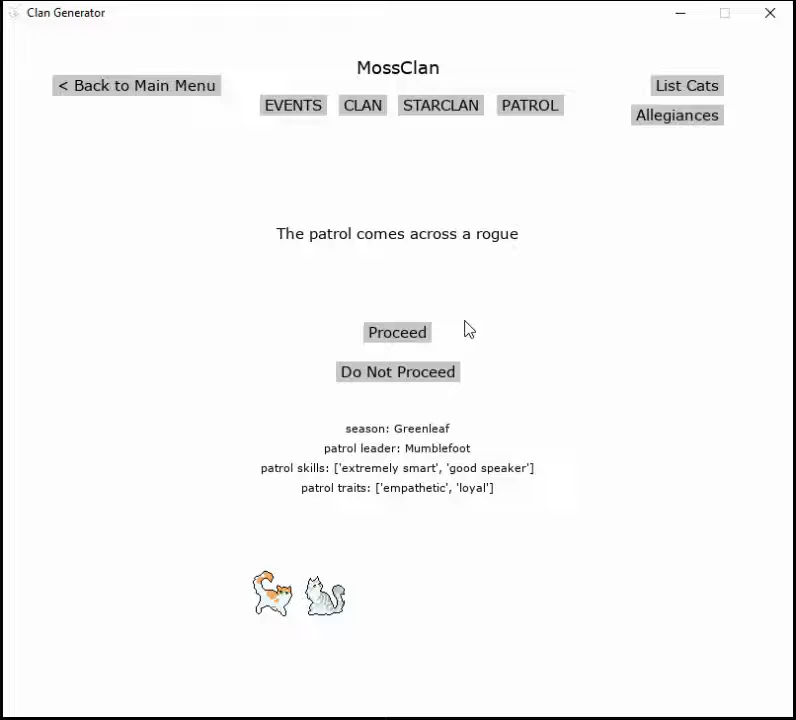 Clan Generator
MossClan
< Back to Main Menu
List Cats
EVENTS CLAN STARCLAN PATROL
Allegiances
The patrol comes across a rogue
Proceed
Do Not Proceed
season: Greenleaf
patrol leader: Mumblefoot
patrol skills: ['extremely smart', 'good speaker']
patrol traits: ['empathetic', 'loyal']